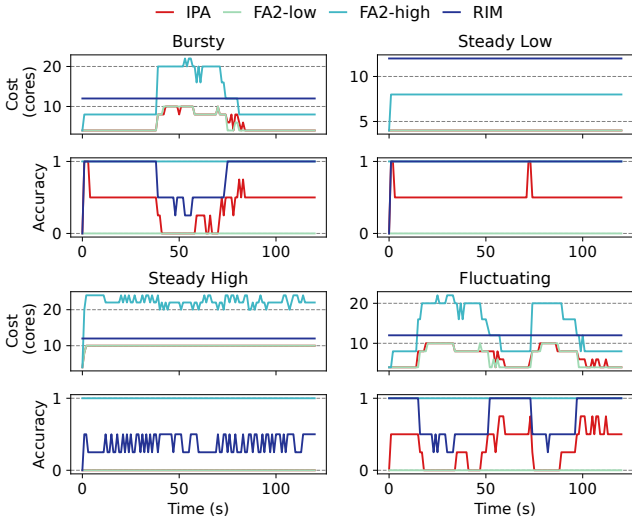 IPA FA2-low FA2-high RIM
Bursty Steady Low
Cost
(cores)
20
10
10
5
Accuracy
1
0
1
0
0 50 100
0 50 100
Steady High Fluctuating
Cost
(cores)
20
10
20
10
Accuracy
1
0
1
0
0 50 100
0 50 100
Time (s) Time (s)